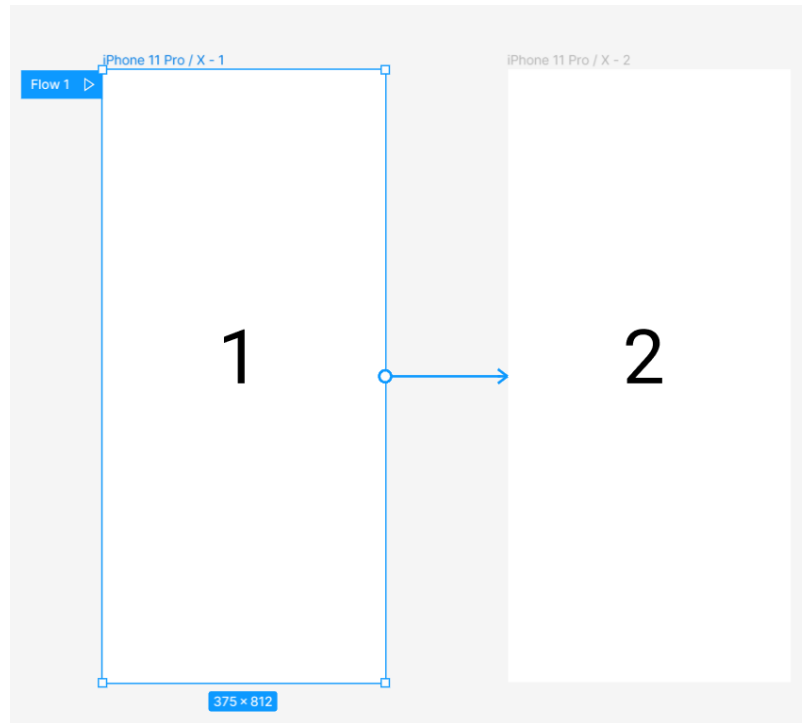 iPhone 11 Pro / X - 1
iPhone 11 Pro / X - 2
Flow 1
1
2
375 × 812